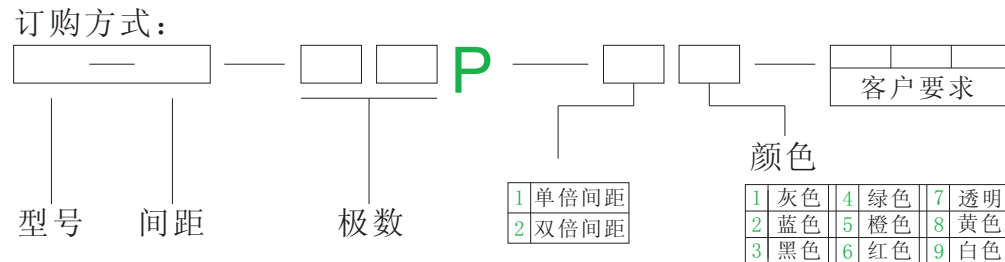 订购方式：
P
客户要求
颜色
型号 间距 极数
1 单倍间距
2 双倍间距
1 灰色 4 绿色 7 透明
2 蓝色 5 橙色 8 黄色
3 黑色 6 红色 9 白色